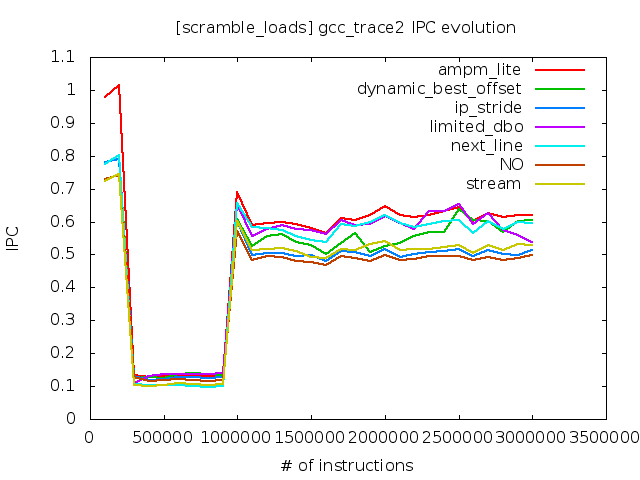 [scramble_loads] gcc_trace2 IPC evolution
1.1
1
0.9
0.8
0.7
0.6
0.5
0.4
0.3
0.2
0.1
0
IPC
ampm_lite
dynamic_best_offset
ip_stride
limited_dbo
next_line
NO
stream
0 500000 1000000 1500000 2000000 2500000 3000000 3500000
# of instructions